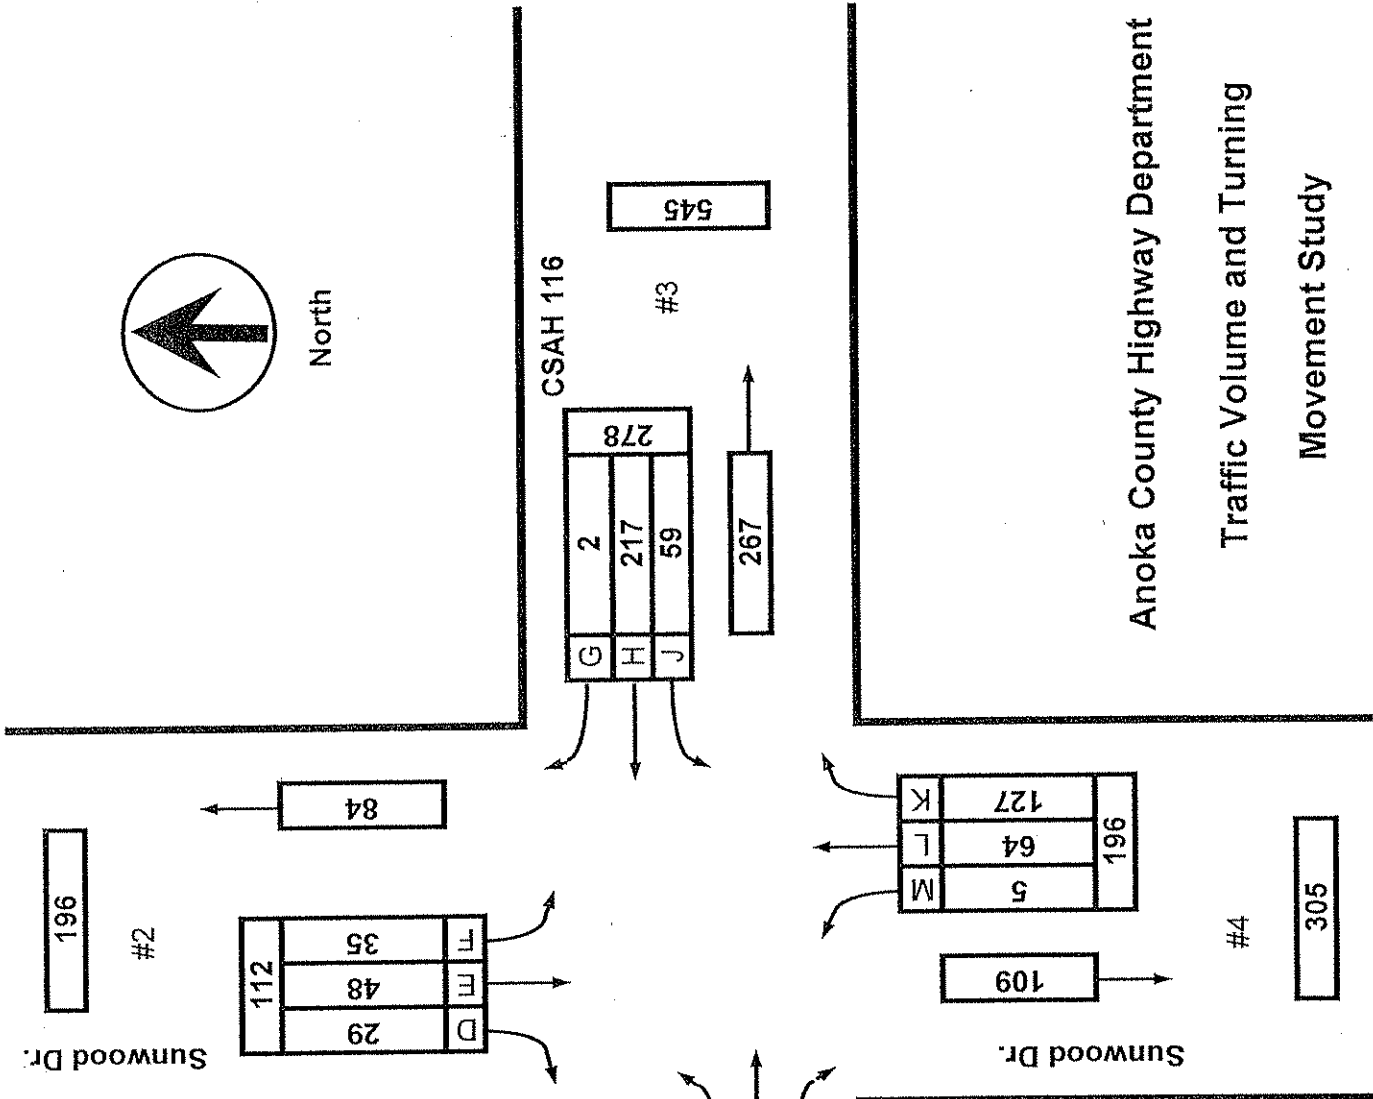 North
CSAH 116
#3
545
278
G 2
H 217
J 59
267
196
#2
84
112
29 48 35
D E F
Sunwood Dr.
M L K
5 64 127
196
109
#4
305
Sunwood Dr.
Anoka County Highway Department
Traffic Volume and Turning
Movement Study